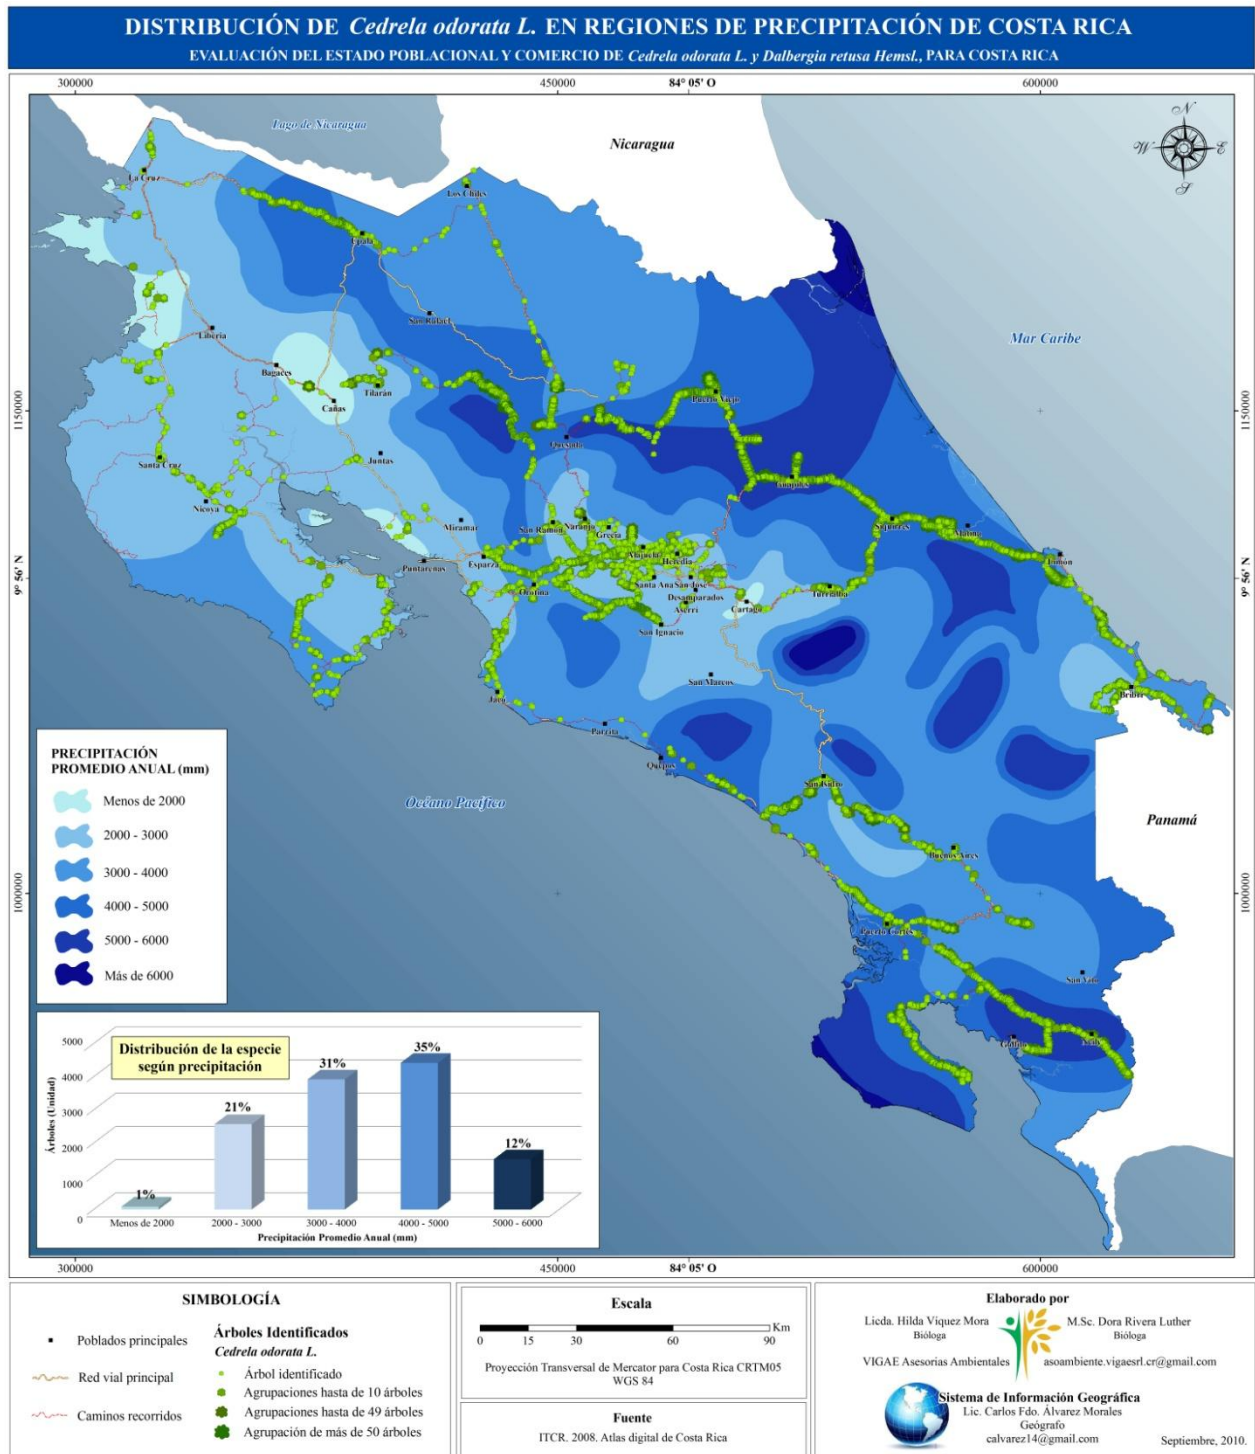 DISTRIBUCIÓN DE Cedrela odorata L. EN REGIONES DE PRECIPITACIÓN DE COSTA RICA
EVALUACIÓN DEL ESTADO POBLACIONAL Y COMERCIO DE Cedrela odorata L. y Dalbergia retusa Hemsl., PARA COSTA RICA
300000
450000
84° 05' O
600000
Lago de Nicaragua
Nicaragua
N
W
E
S
La Cruz
Los Chiles
Upala
San Rafael
Mar Caribe
Liberia
Bagaces
Cañas
Tilarán
Puerto Viejo
1150000
1150000
Quesada
Santa Cruz
Juntas
Guápiles
Nicoya
Miramar
San Ramón
Naranjo
Grecia
Siquirres
Matina
Alajuela
Heredia
Limón
Puntarenas
Esparza
9° 56' N
9° 56' N
Santa Ana
San José
Orotina
Desamparados
Turrialba
Aserrí
Cartago
San Ignacio
San Marcos
Jacó
Bribri
Parrita
Quepos
San Isidro
Océano Pacífico
Panamá
Buenos Aires
1000000
1000000
Puerto Cortés
San Vito
Golfito
Neily
PRECIPITACIÓN
PROMEDIO ANUAL (mm)
Menos de 2000
2000 - 3000
3000 - 4000
4000 - 5000
5000 - 6000
Más de 6000
Distribución de la especie
según precipitación
Árboles (Unidad)
5000
4000
3000
2000
1000
0
1%
21%
31%
35%
12%
Menos de 2000
2000 - 3000
3000 - 4000
4000 - 5000
5000 - 6000
Precipitación Promedio Anual (mm)
300000
450000
84° 05' O
600000
SIMBOLOGÍA
Poblados principales
Red vial principal
Caminos recorridos
Árboles Identificados
Cedrela odorata L.
Árbol identificado
Agrupaciones hasta de 10 árboles
Agrupaciones hasta de 49 árboles
Agrupación de más de 50 árboles
Escala
Km
0 15 30 60 90
Proyección Transversal de Mercator para Costa Rica CRTM05
WGS 84
Fuente
ITCR. 2008. Atlas digital de Costa Rica
Elaborado por
Licda. Hilda Víquez Mora
Bióloga
M.Sc. Dora Rivera Luther
Bióloga
VIGAE Asesorias Ambientales
asoambiente.vigaesrl.cr@gmail.com
Sistema de Información Geográfica
Lic. Carlos Fdo. Álvarez Morales
Geógrafo
calvarez14@gmail.com
Septiembre, 2010.